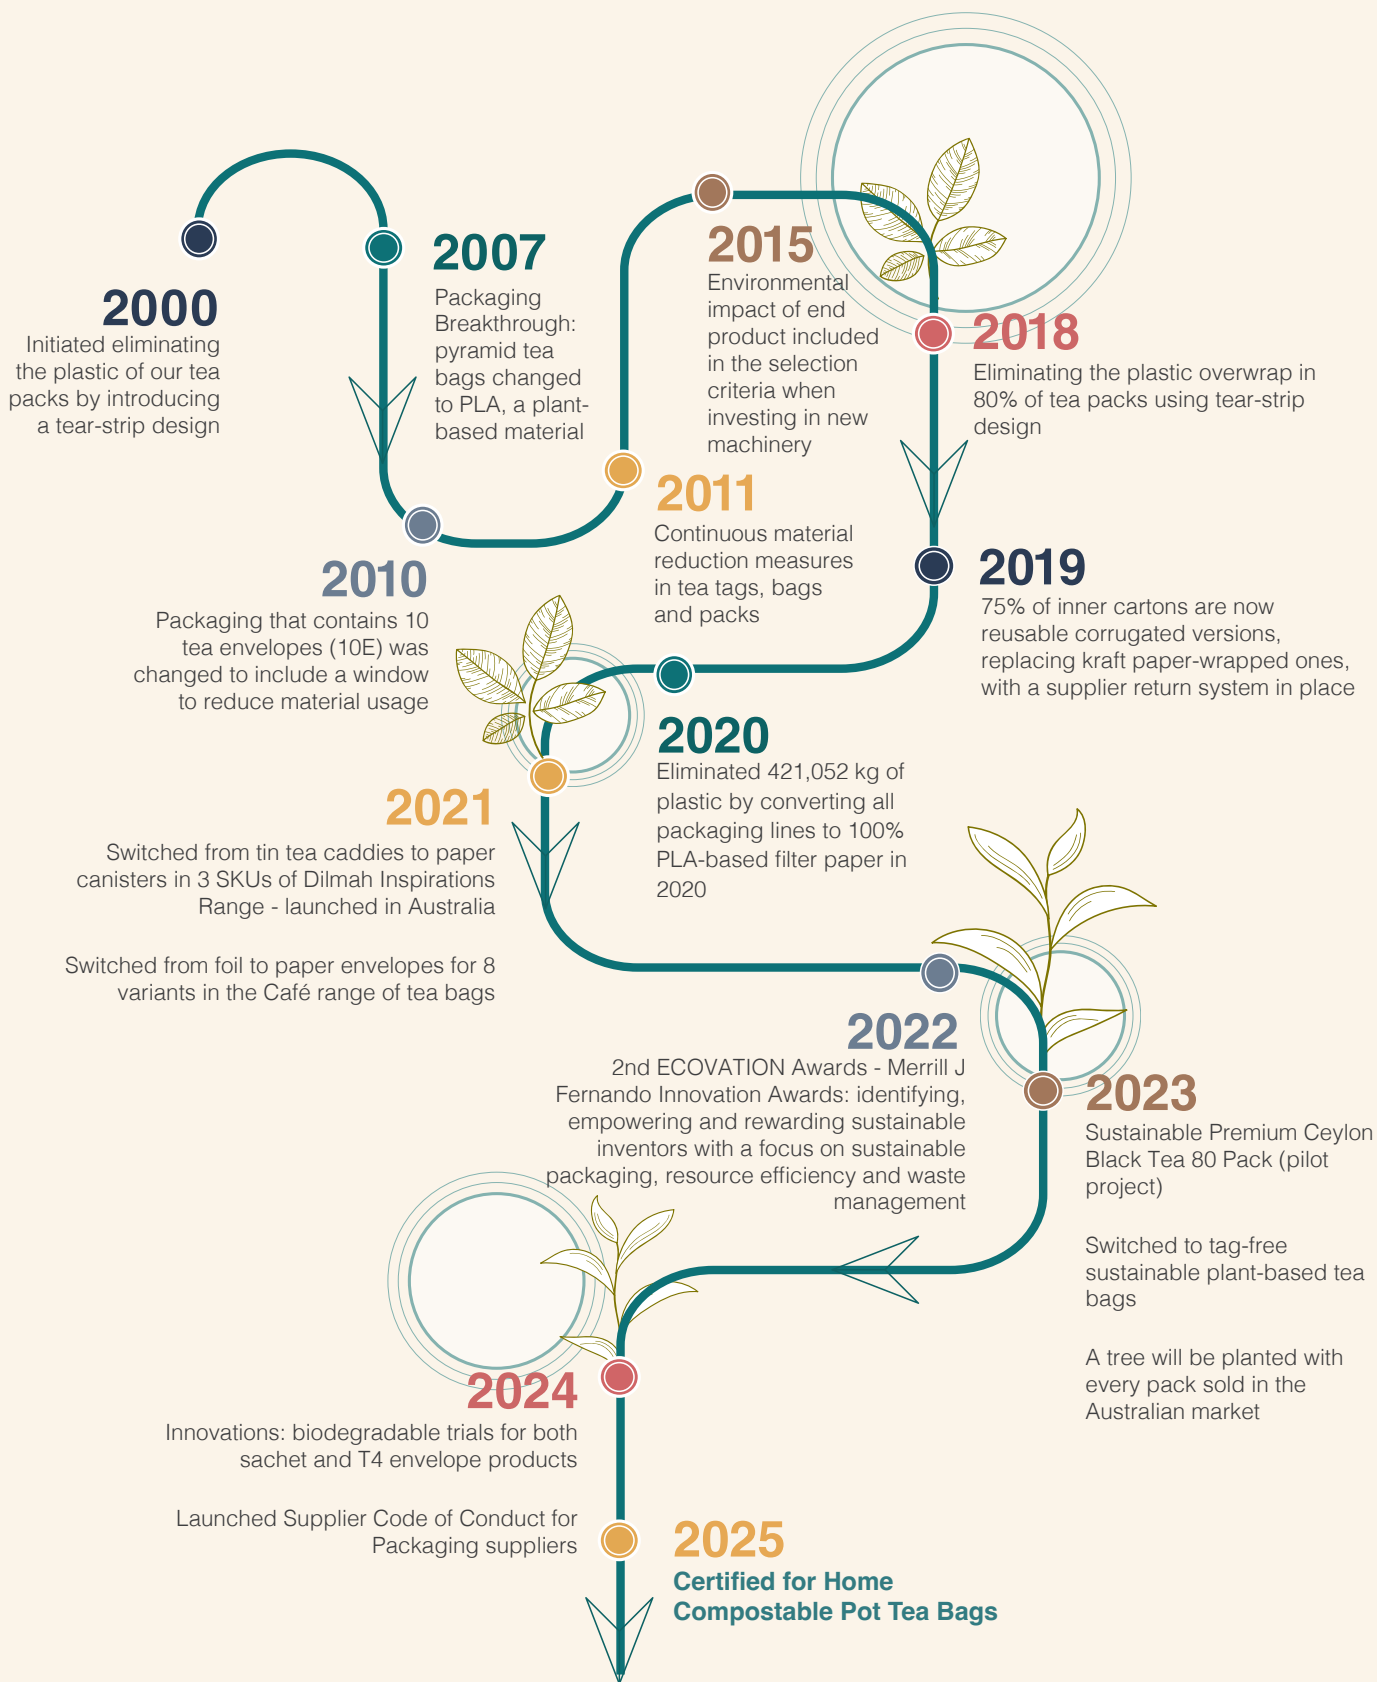 2000
Initiated eliminating
the plastic of our tea
packs by introducing
a tear-strip design
2007
Packaging
Breakthrough:
pyramid tea
bags changed
to PLA, a plant-
based material
2010
Packaging that contains 10
tea envelopes (10E) was
changed to include a window
to reduce material usage
2011
Continuous material
reduction measures
in tea tags, bags
and packs
2015
Environmental
impact of end
product included
in the selection
criteria when
investing in new
machinery
2018
Eliminating the plastic overwrap in
80% of tea packs using tear-strip
design
2019
75% of inner cartons are now
reusable corrugated versions,
replacing kraft paper-wrapped ones,
with a supplier return system in place
2020
Eliminated 421,052 kg of
plastic by converting all
packaging lines to 100%
PLA-based filter paper in
2020
2021
Switched from tin tea caddies to paper
canisters in 3 SKUs of Dilmah Inspirations
Range - launched in Australia
Switched from foil to paper envelopes for 8
variants in the Café range of tea bags
2022
2nd ECOVATION Awards - Merrill J
Fernando Innovation Awards: identifying,
empowering and rewarding sustainable
inventors with a focus on sustainable
packaging, resource efficiency and waste
management
2023
Sustainable Premium Ceylon
Black Tea 80 Pack (pilot
project)
Switched to tag-free
sustainable plant-based tea
bags
A tree will be planted with
every pack sold in the
Australian market
2024
Innovations: biodegradable trials for both
sachet and T4 envelope products
Launched Supplier Code of Conduct for
Packaging suppliers
2025
Certified for Home
Compostable Pot Tea Bags